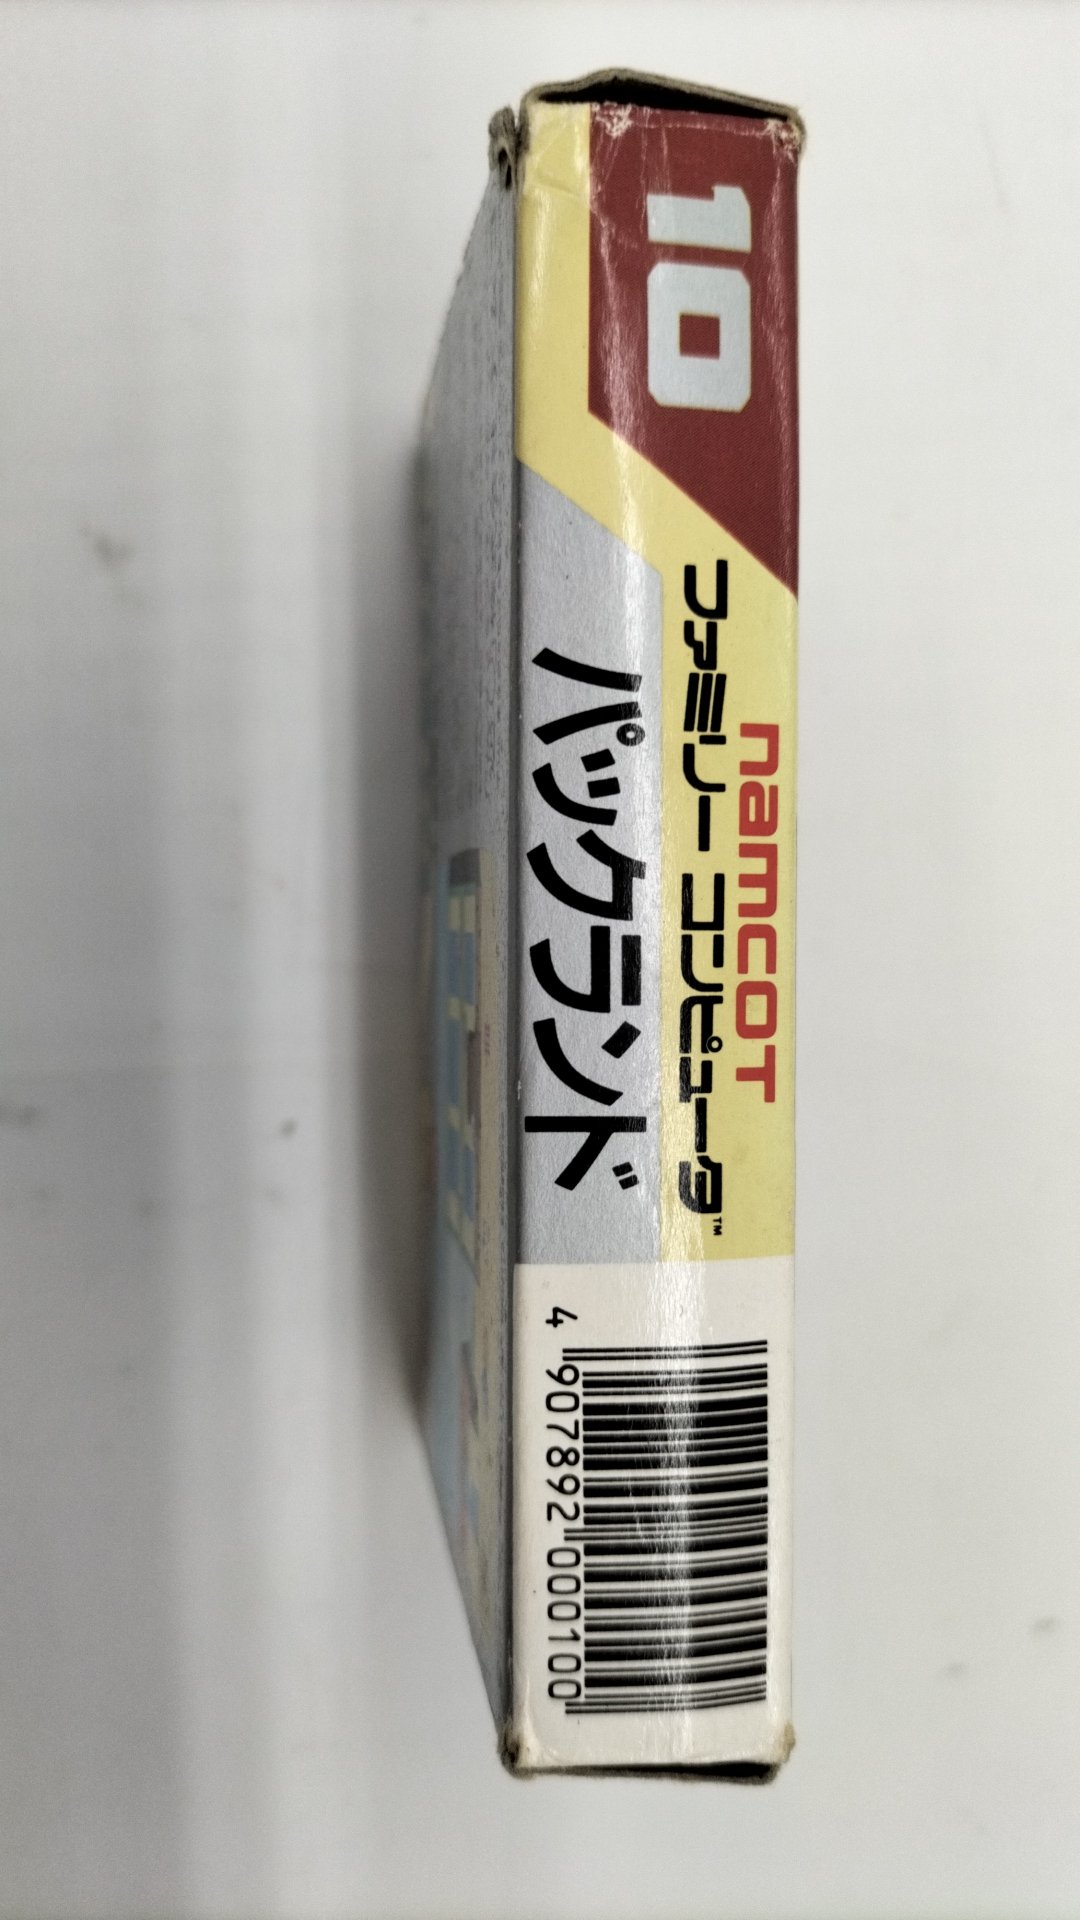 10
namcot
ファミリー コンピュータ™
パックランド
4 907892 000100